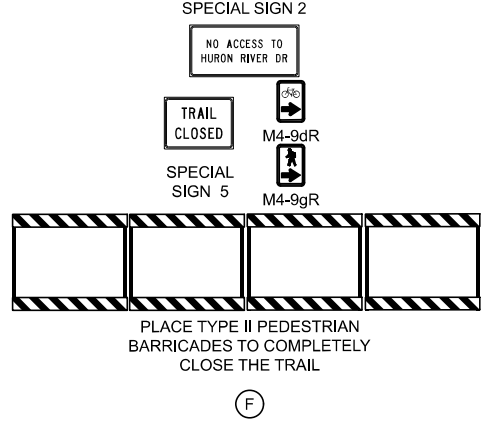 SPECIAL SIGN 2
NO ACCESS TO
HURON RIVER DR
TRAIL
CLOSED
M4-9dR
SPECIAL
SIGN 5
M4-9gR
PLACE TYPE II PEDESTRIAN
BARRICADES TO COMPLETELY
CLOSE THE TRAIL
F